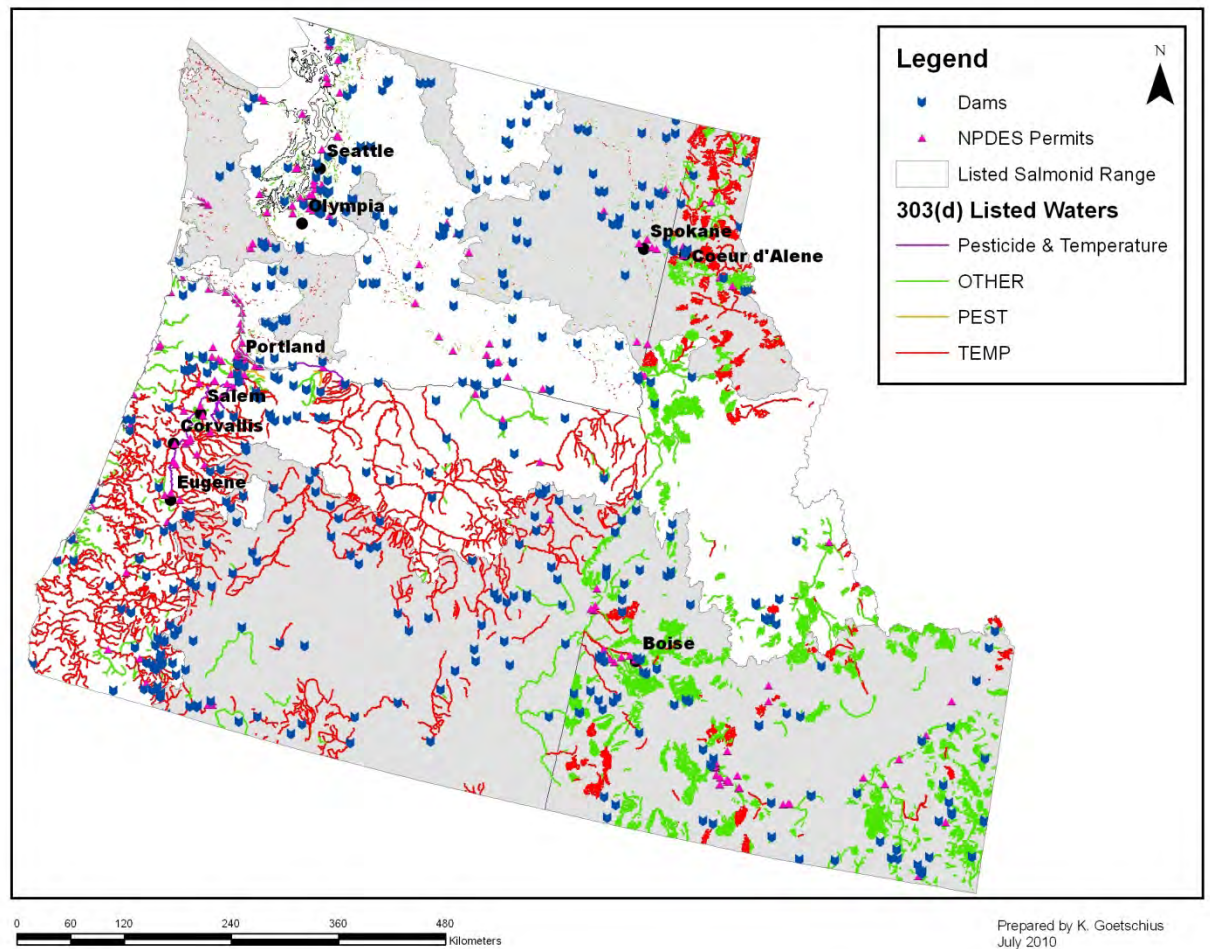 Legend
N
Dams
NPDES Permits
Listed Salmonid Range
303(d) Listed Waters
Pesticide & Temperature
OTHER
PEST
TEMP
Seattle
Olympia
Spokane
Coeur d'Alene
Portland
Salem
Corvallis
Eugene
Boise
0 60 120 240 360 480
Kilometers
Prepared by K. Goetschius
July 2010